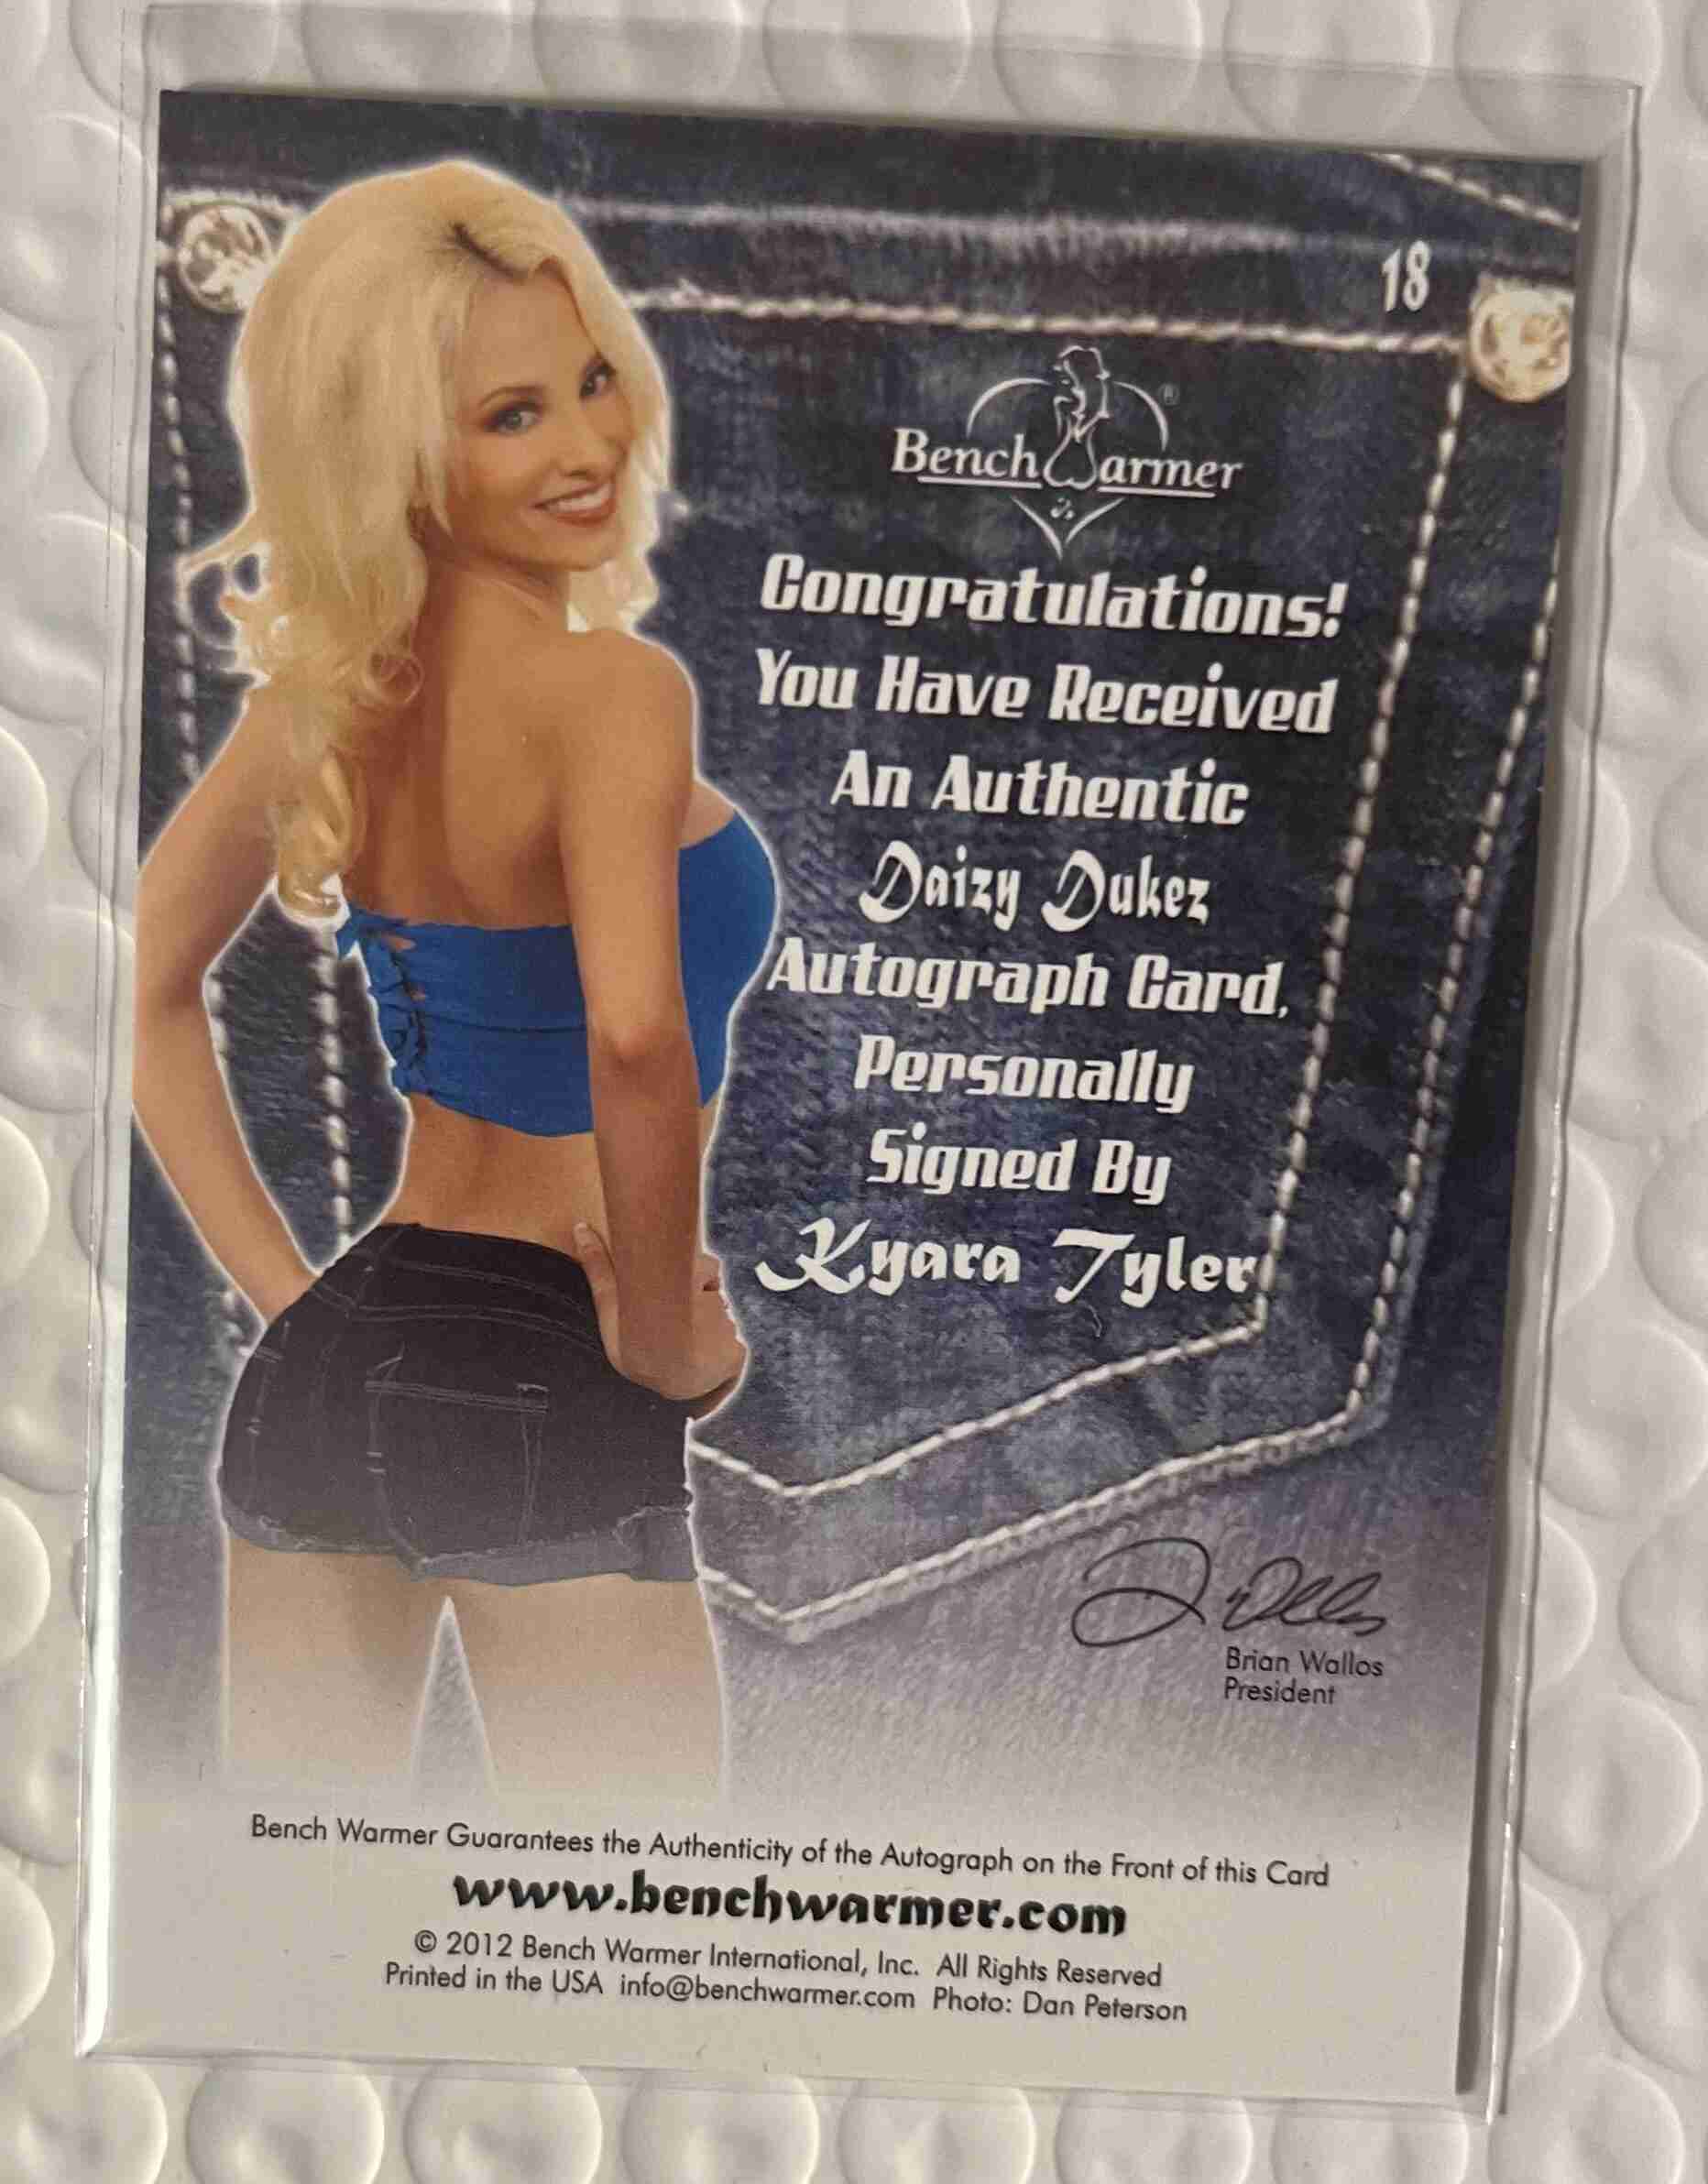 18
Bench Warmer ®
Congratulations!
You Have Received
An Authentic
Daizy Dukez
Autograph Card,
Personally
Signed By
Kyara Tyler
Brian Wallos
President
Bench Warmer Guarantees the Authenticity of the Autograph on the Front of this Card
www.benchwarmer.com
© 2012 Bench Warmer International, Inc. All Rights Reserved
Printed in the USA info@benchwarmer.com Photo: Dan Peterson